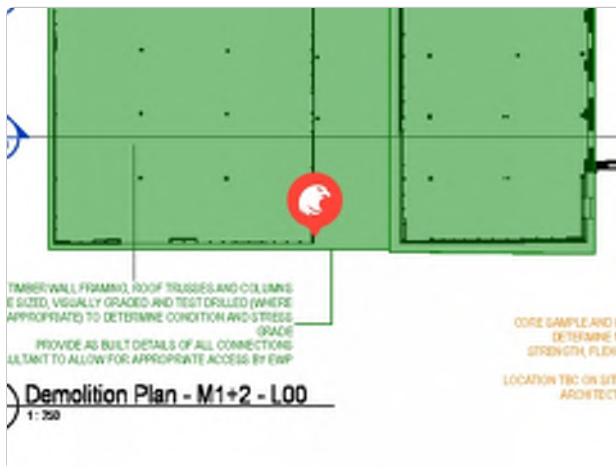 TIMBER WALL FRAMING, ROOF TRUSSES AND COLUMNS
E SIZED, VISUALLY GRADED AND TEST DRILLED (WHERE
APPROPRIATE) TO DETERMINE CONDITION AND STRESS
GRADE
PROVIDE AS BUILT DETAILS OF ALL CONNECTIONS
ULTANT TO ALLOW FOR APPROPRIATE ACCESS BY EWP
CORE SAMPLE AND
DETERMINE
STRENGTH, FLEXI
LOCATION TBC ON SIT
ARCHITECT
Demolition Plan - M1+2 - L00
1 : 250